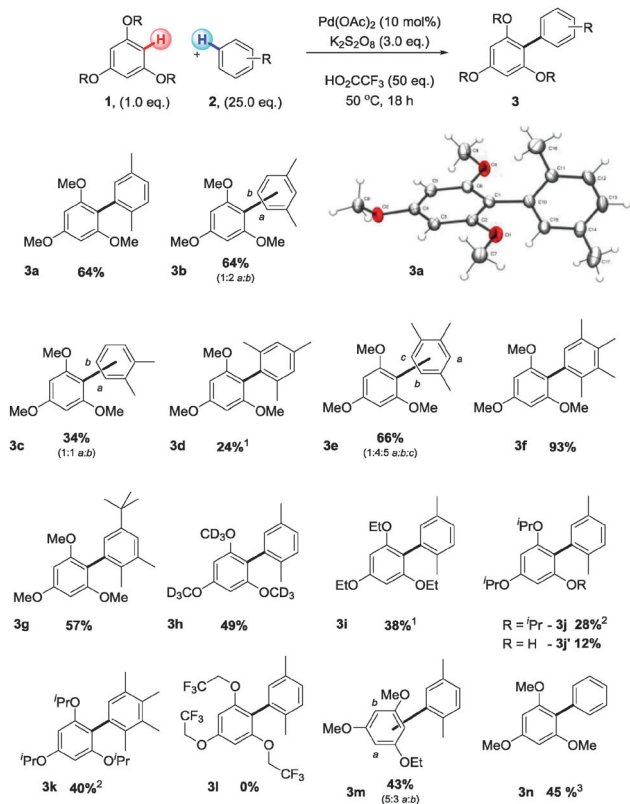 OR
H
RO OR
1, (1.0 eq.)
+
H
R
2, (25.0 eq.)
Pd(OAc)2 (10 mol%)
K2S2O8 (3.0 eq.)
HO2CCF3 (50 eq.)
50 °C, 18 h
RO R
RO OR
3
MeO
MeO OMe
3a 64%
MeO b
a
MeO OMe
3b 64%
(1:2 a:b)
3a
MeO b
a
MeO OMe
3c 34%
(1:1 a:b)
MeO
MeO OMe
3d 24%1
MeO c a
b
MeO OMe
3e 66%
(1:4:5 a:b:c)
MeO
MeO OMe
3f 93%
MeO
MeO OMe
3g 57%
OCD3
D3CO OCD3
3h 49%
EtO
EtO OEt
3i 38%1
iPrO
iPrO OR
R = iPr - 3j 28%2
R = H - 3j' 12%
iPrO
iPrO OiPr
3k 40%2
F3C O
CF3
O O
CF3
3l 0%
b OMe
MeO
a OEt
3m 43%
(5:3 a:b)
MeO
MeO OMe
3n 45 %3